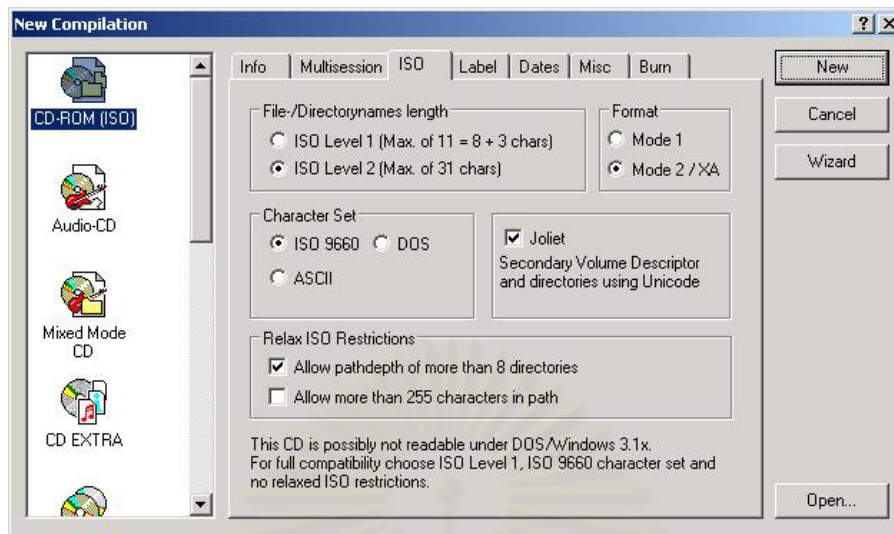 New Compilation
CD-ROM (ISO)
Audio-CD
Mixed Mode
CD
CD EXTRA
Info Multisession ISO Label Dates Misc Burn
File-/Directorynames length
ISO Level 1 (Max. of 11 = 8 + 3 chars)
ISO Level 2 (Max. of 31 chars)
Format
Mode 1
Mode 2 / XA
Character Set
ISO 9660 DOS
ASCII
Joliet
Secondary Volume Descriptor
and directories using Unicode
Relax ISO Restrictions
Allow pathdepth of more than 8 directories
Allow more than 255 characters in path
This CD is possibly not readable under DOS/Windows 3.1x.
For full compatibility choose ISO Level 1, ISO 9660 character set and
no relaxed ISO restrictions.
New
Cancel
Wizard
Open...